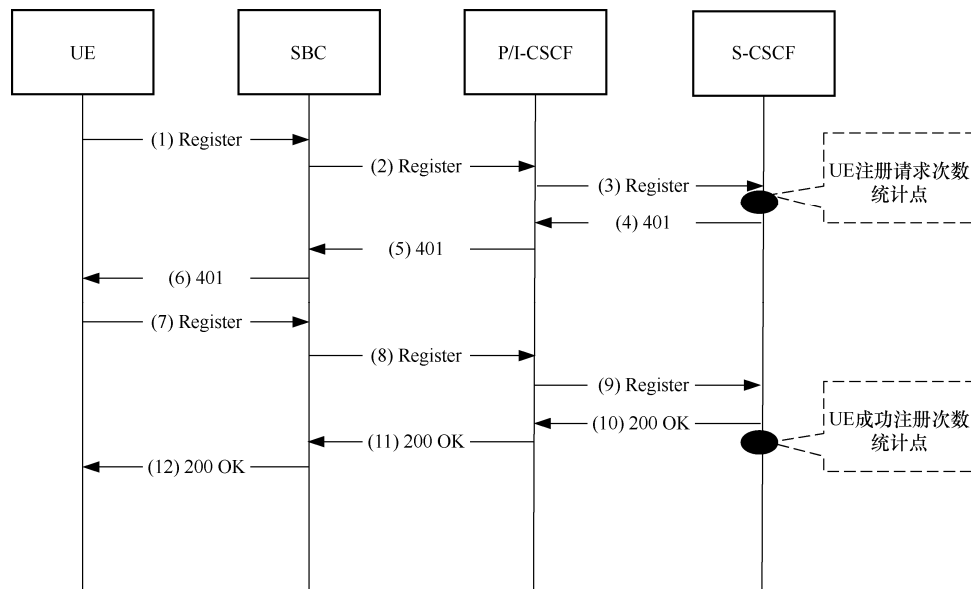 UE
SBC
P/I-CSCF
S-CSCF
(1) Register
(2) Register
(3) Register
UE注册请求次数
统计点
(4) 401
(5) 401
(6) 401
(7) Register
(8) Register
(9) Register
(10) 200 OK
UE成功注册次数
统计点
(11) 200 OK
(12) 200 OK